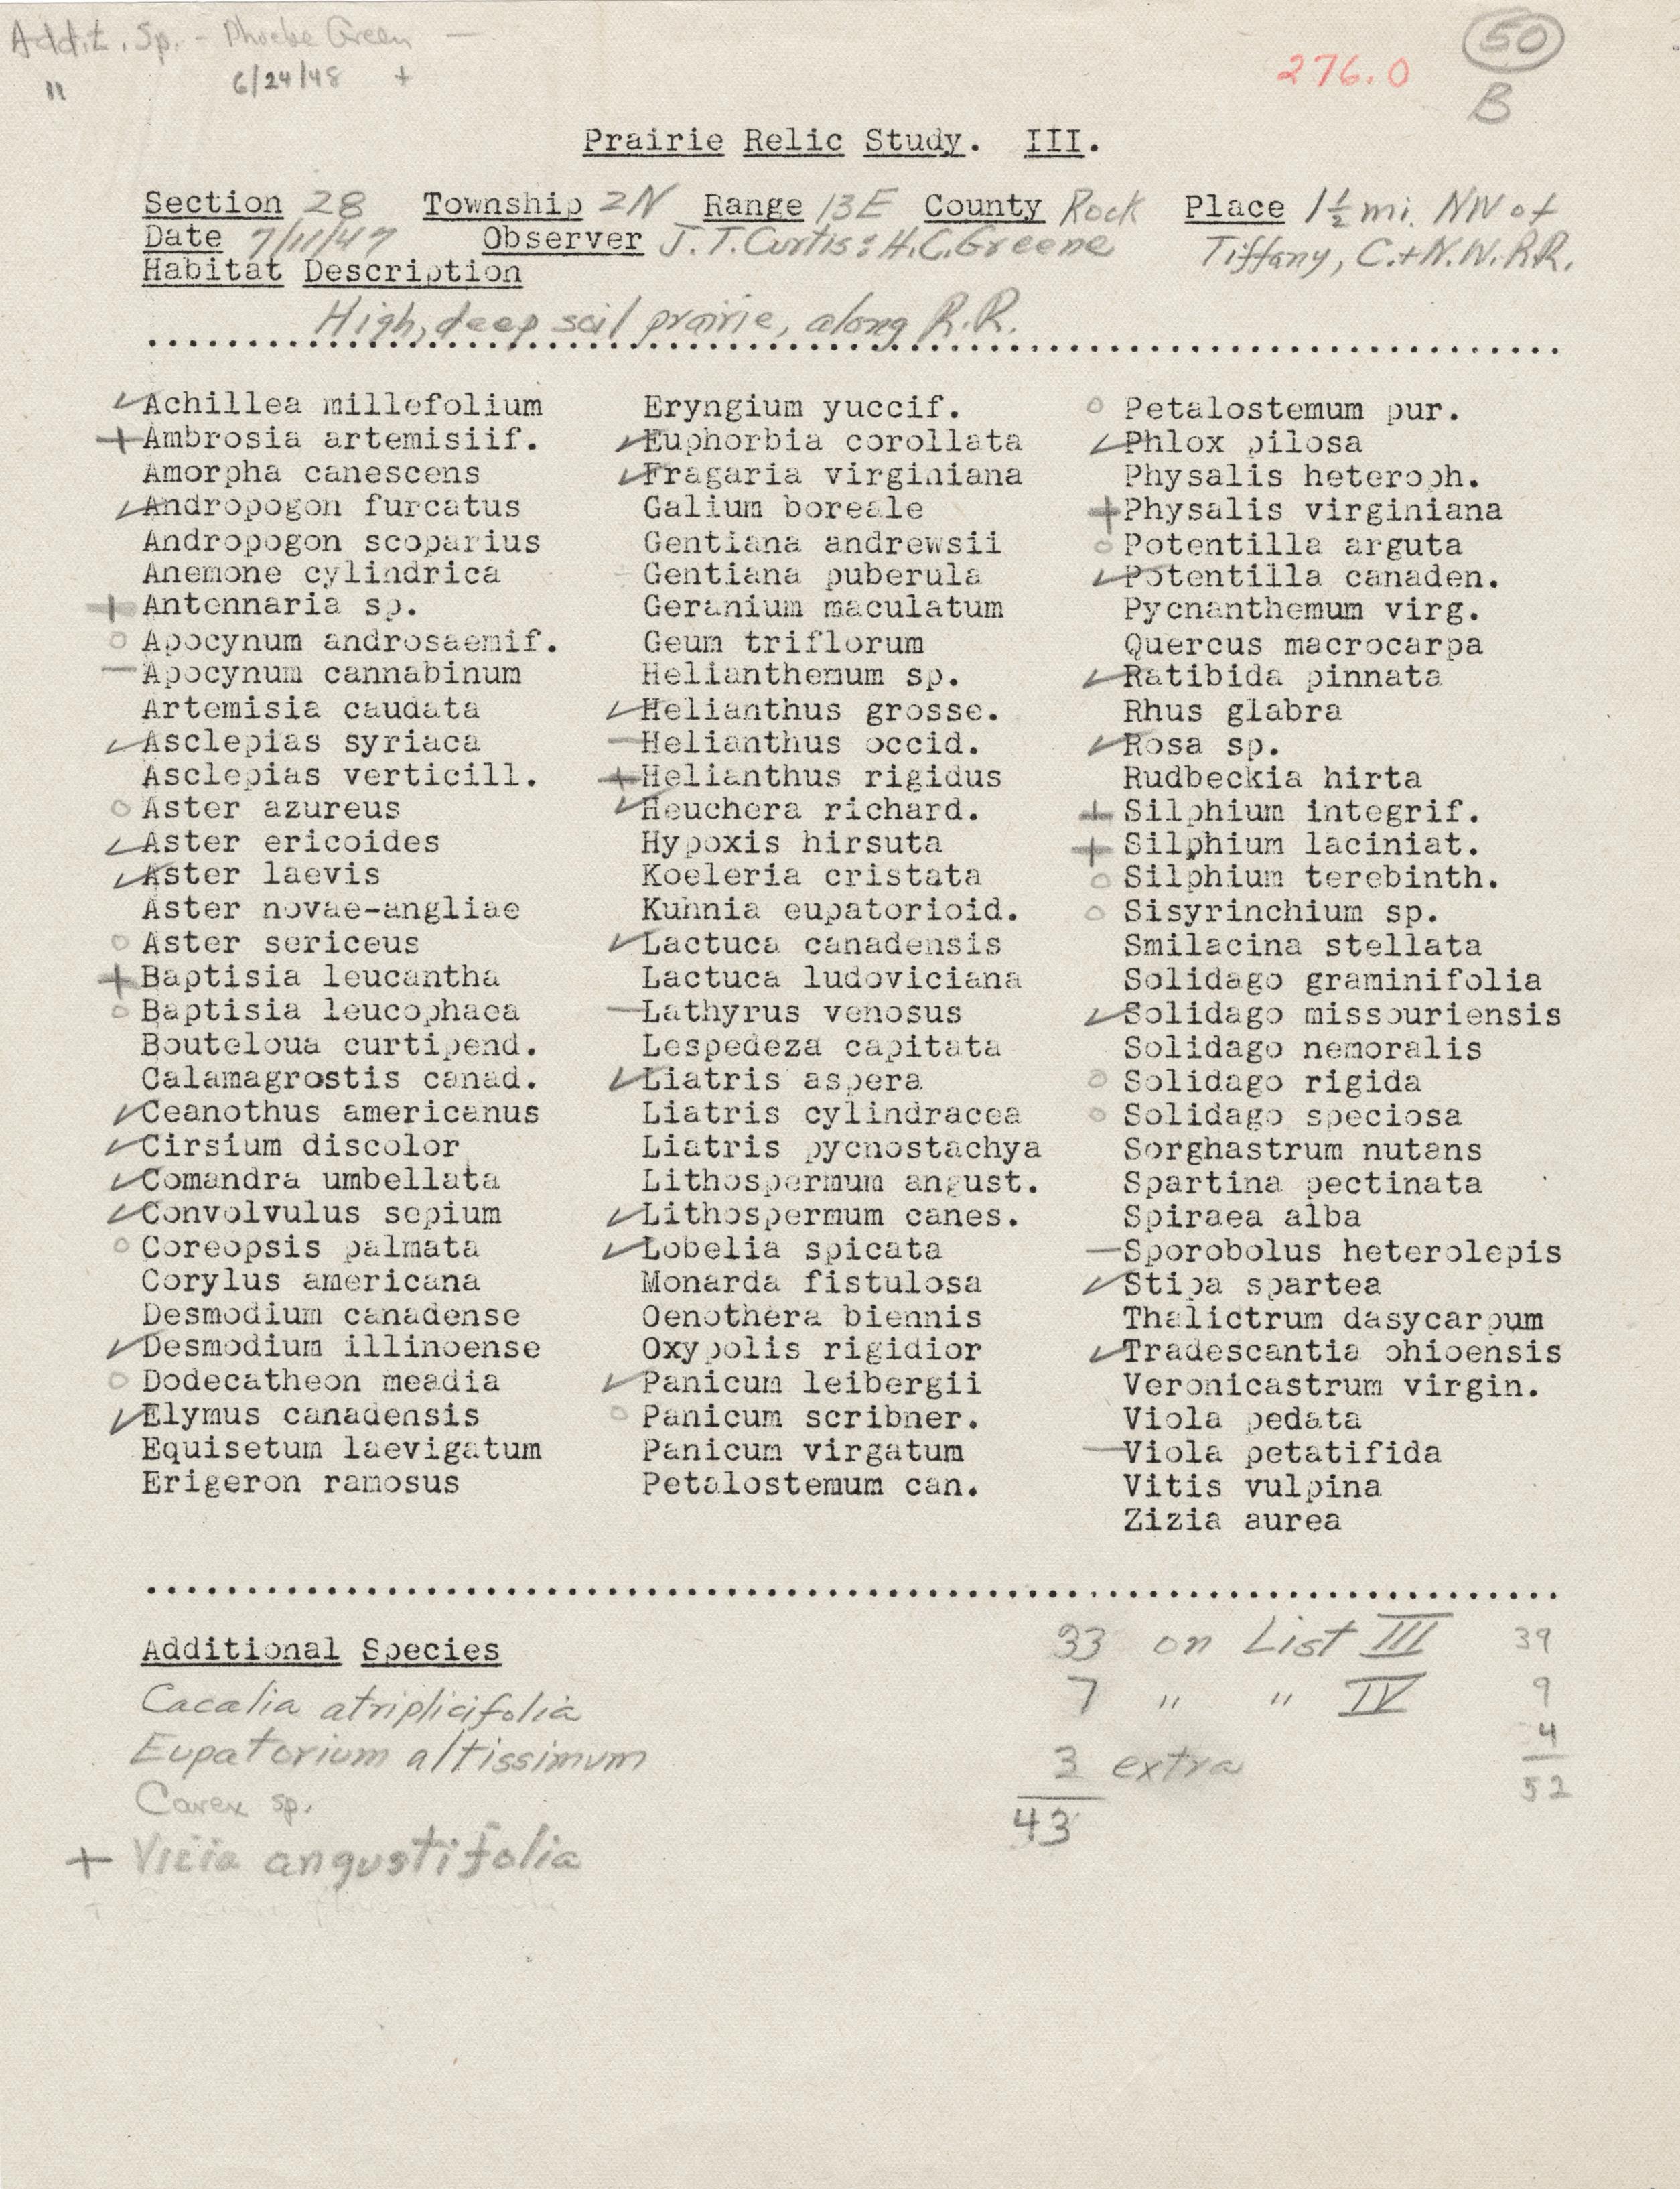 Addit. Sp. - Phoebe Green —
" 6/24/48 +
276.0
50
B
Prairie Relic Study. III.
Section 28 Township 2N Range 13E County Rock Place 1½ mi. NW of
Date 7/11/47 Observer J.T. Curtis : H.C. Greene Tiffany, C.+N.W.RR.
Habitat Description
High, deep soil prairie, along R.R.
✓ Achillea millefolium
+ Ambrosia artemisiif.
Amorpha canescens
✓ Andropogon furcatus
Andropogon scoparius
Anemone cylindrica
+ Antennaria sp.
o Apocynum androsaemif.
— Apocynum cannabinum
Artemisia caudata
✓ Asclepias syriaca
Asclepias verticill.
o Aster azureus
✓ Aster ericoides
✓ Aster laevis
Aster novae-angliae
o Aster sericeus
+ Baptisia leucantha
o Baptisia leucophaea
Bouteloua curtipend.
Calamagrostis canad.
✓ Ceanothus americanus
✓ Cirsium discolor
✓ Comandra umbellata
✓ Convolvulus sepium
o Coreopsis palmata
Corylus americana
Desmodium canadense
✓ Desmodium illinoense
o Dodecatheon meadia
✓ Elymus canadensis
Equisetum laevigatum
Erigeron ramosus
Eryngium yuccif.
✓ Euphorbia corollata
✓ Fragaria virginiana
Galium boreale
Gentiana andrewsii
Gentiana puberula
Geranium maculatum
Geum triflorum
Helianthemum sp.
✓ Helianthus grosse.
— Helianthus occid.
+ Helianthus rigidus
✓ Heuchera richard.
Hypoxis hirsuta
Koeleria cristata
Kuhnia eupatorioid.
✓ Lactuca canadensis
Lactuca ludoviciana
— Lathyrus venosus
Lespedeza capitata
✓ Liatris aspera
Liatris cylindracea
Liatris pycnostachya
Lithospermum angust.
✓ Lithospermum canes.
✓ Lobelia spicata
Monarda fistulosa
Oenothera biennis
Oxypolis rigidior
✓ Panicum leibergii
o Panicum scribner.
Panicum virgatum
Petalostemum can.
o Petalostemum pur.
✓ Phlox pilosa
Physalis heteroph.
+ Physalis virginiana
o Potentilla arguta
✓ Potentilla canaden.
Pycnanthemum virg.
Quercus macrocarpa
✓ Ratibida pinnata
Rhus glabra
✓ Rosa sp.
Rudbeckia hirta
+ Silphium integrif.
+ Silphium laciniat.
o Silphium terebinth.
o Sisyrinchium sp.
Smilacina stellata
Solidago graminifolia
✓ Solidago missouriensis
Solidago nemoralis
o Solidago rigida
o Solidago speciosa
Sorghastrum nutans
Spartina pectinata
Spiraea alba
— Sporobolus heterolepis
✓ Stipa spartea
Thalictrum dasycarpum
✓ Tradescantia ohioensis
Veronicastrum virgin.
Viola pedata
— Viola petatifida
Vitis vulpina
Zizia aurea
Additional Species
Cacalia atriplicifolia
Eupatorium altissimum
Carex sp.
+ Vicia angustifolia
33 on List III 39
7 " " IV 9
3 extra 4
43 52